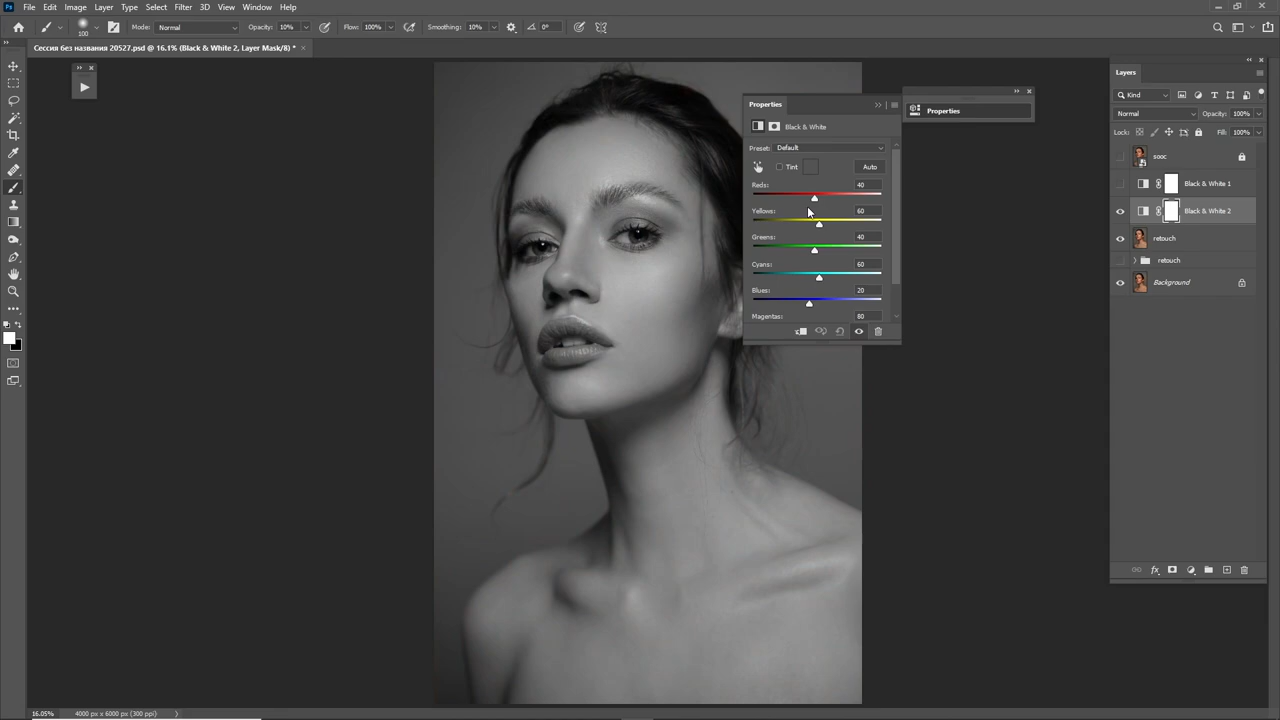 Ps File Edit Image Layer Type Select Filter 3D View Window Help
100 Mode: Normal Opacity: 10% Flow: 100% Smoothing: 10% 0°
Сессия без названия 20527.psd @ 16.1% (Black & White 2, Layer Mask/8) *
Properties
Black & White
Preset: Default
Tint Auto
Reds: 40
Yellows: 60
Greens: 40
Cyans: 60
Blues: 20
Magentas: 80
Properties
Layers
Kind
Normal Opacity: 100%
Lock: Fill: 100%
sooc
Black & White 1
Black & White 2
retouch
retouch
Background
16.05% 4000 px x 6000 px (300 ppi)